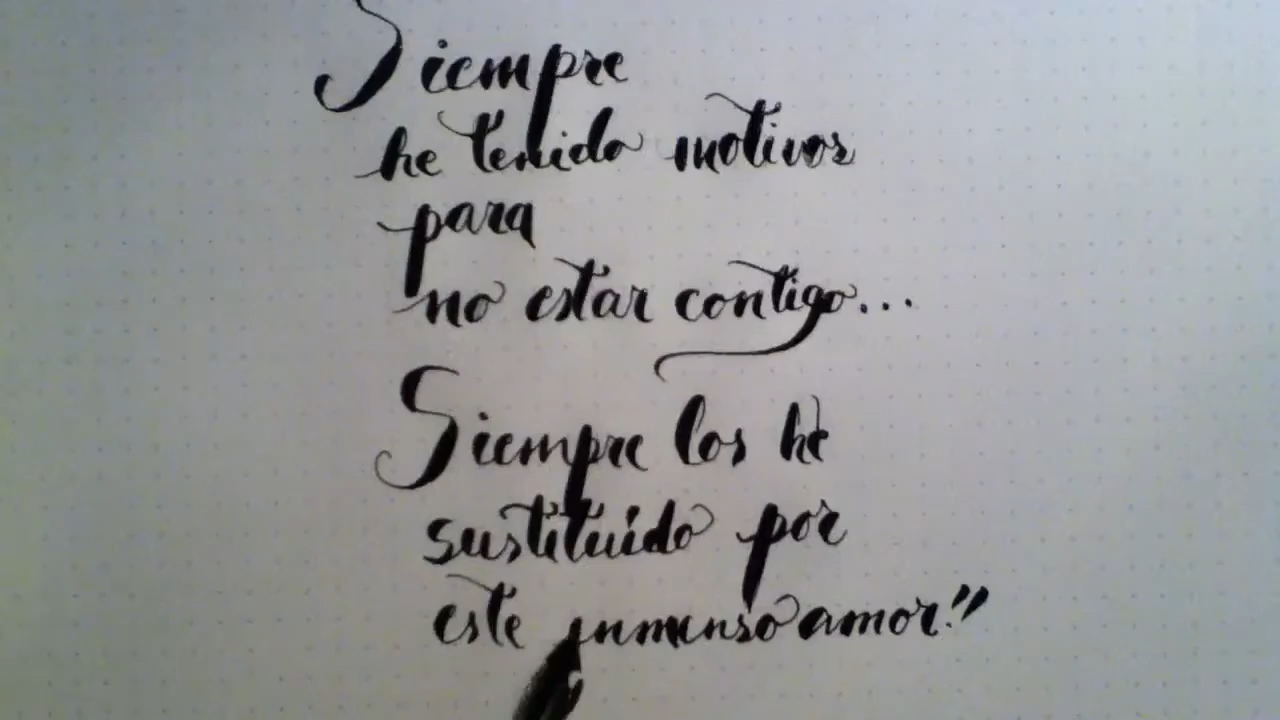 Siempre
he tenido motivos
para
no estar contigo...
Siempre los he
sustituido por
este inmenso amor."